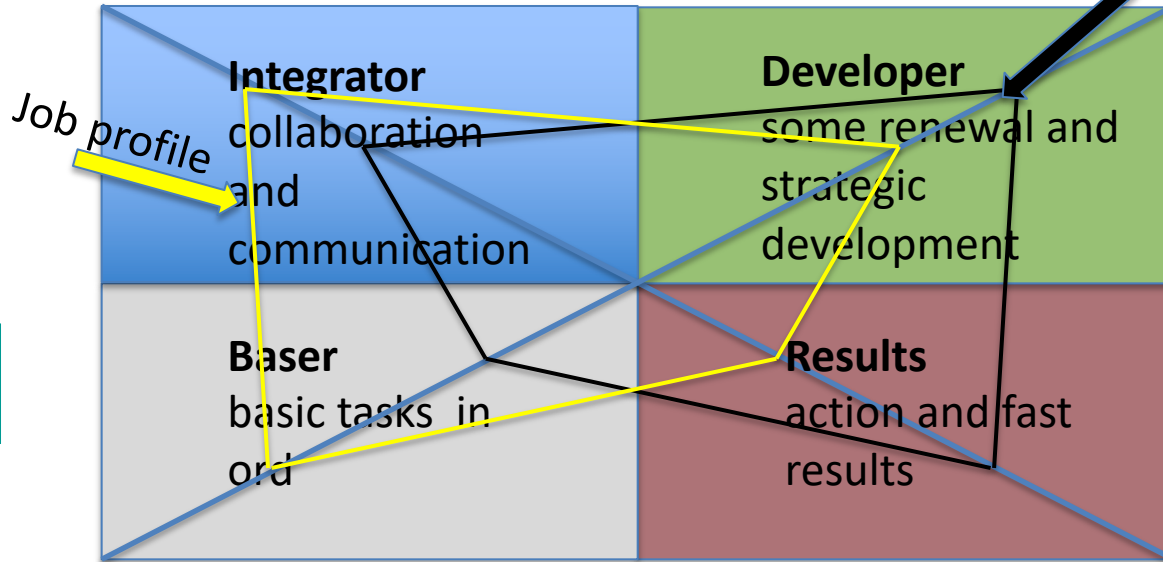 Job profile
Integrator
collaboration
and
communication
Developer
some renewal and
strategic
development
Baser
basic tasks in
ord
Results
action and fast
results